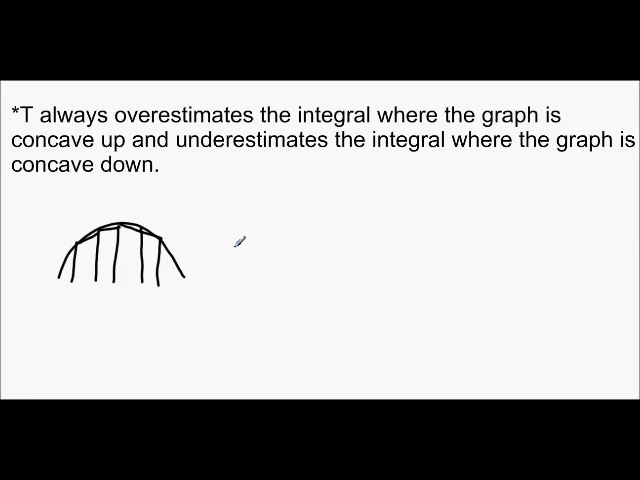 *T always overestimates the integral where the graph is
concave up and underestimates the integral where the graph is
concave down.